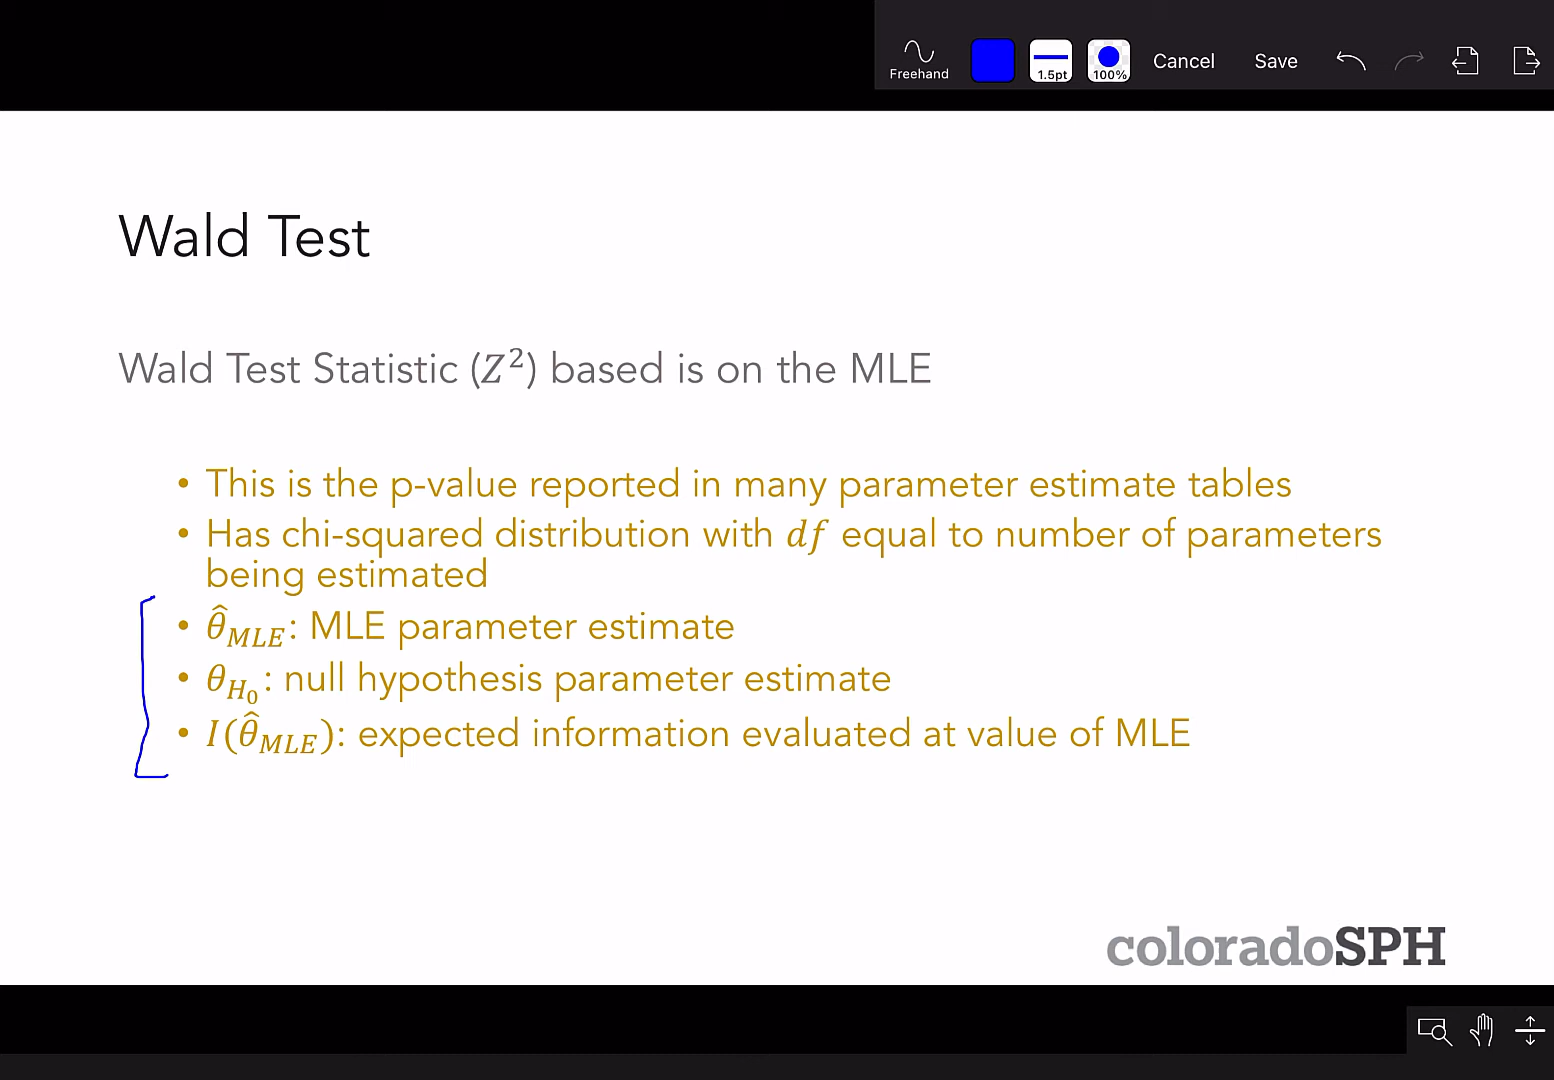 Freehand
1.5pt
100%
Cancel
Save
Wald Test
Wald Test Statistic (Z²) based is on the MLE
• This is the p-value reported in many parameter estimate tables
• Has chi-squared distribution with df equal to number of parameters
being estimated
• θ̂_MLE: MLE parameter estimate
• θ_H₀: null hypothesis parameter estimate
• I(θ̂_MLE): expected information evaluated at value of MLE
coloradoSPH